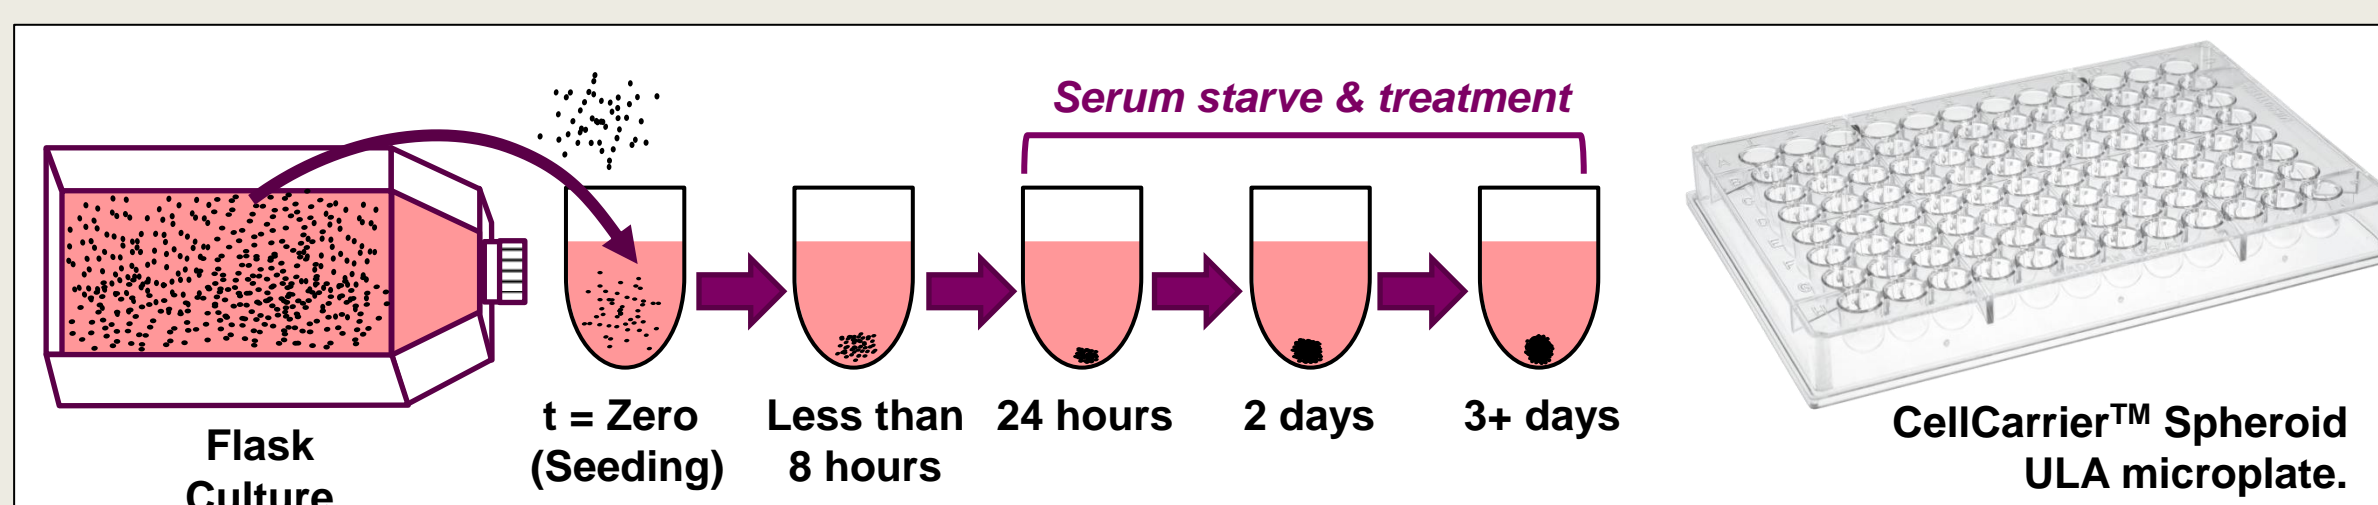 Serum starve & treatment
Flask
Culture
t = Zero
(Seeding)
Less than
8 hours
24 hours
2 days
3+ days
CellCarrier™ Spheroid
ULA microplate.